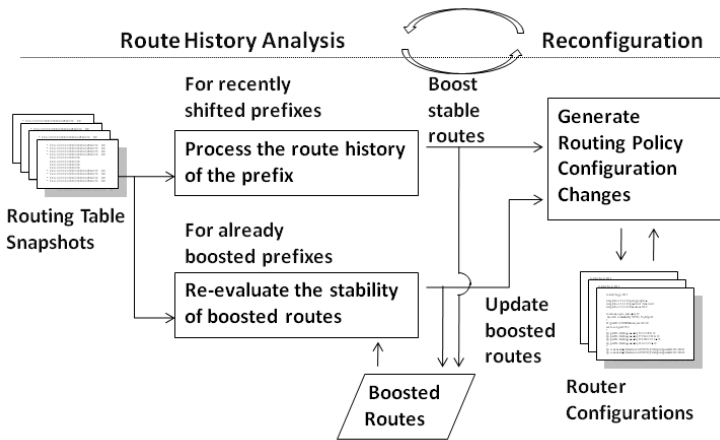 Route History Analysis
Reconfiguration
For recently
shifted prefixes
Boost
stable
routes
Process the route history
of the prefix
Generate
Routing Policy
Configuration
Changes
Routing Table
Snapshots
For already
boosted prefixes
Re-evaluate the stability
of boosted routes
Update
boosted
routes
Boosted
Routes
Router
Configurations